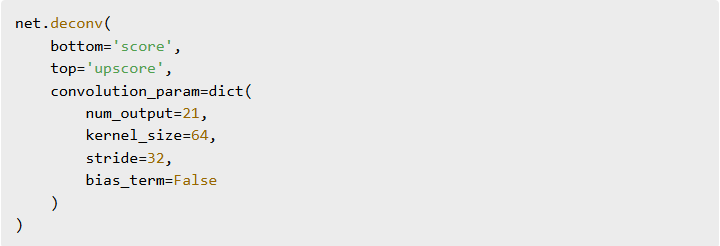 net.deconv(
    bottom='score',
    top='upscore',
    convolution_param=dict(
        num_output=21,
        kernel_size=64,
        stride=32,
        bias_term=False
    )
)